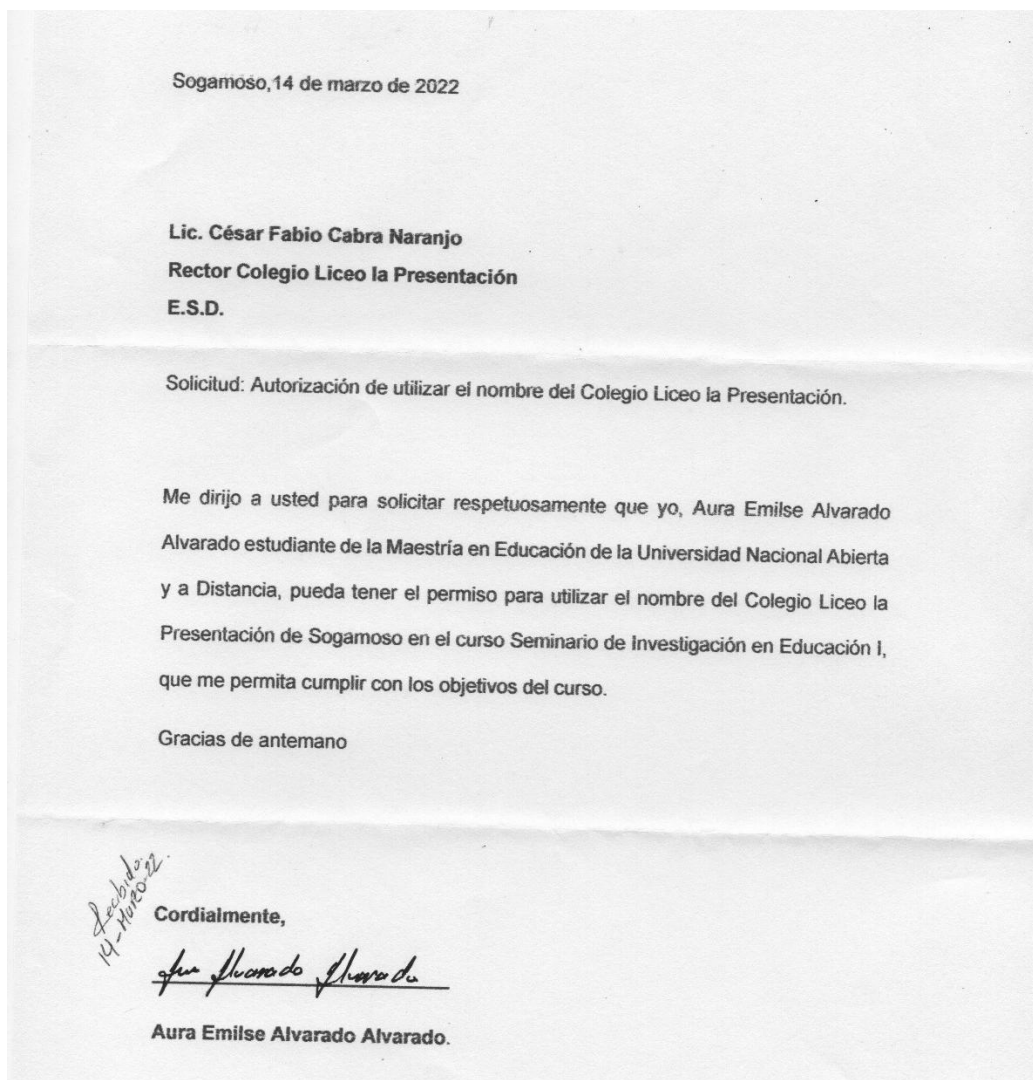 Sogamoso,14 de marzo de 2022
Lic. César Fabio Cabra Naranjo
Rector Colegio Liceo la Presentación
E.S.D.
Solicitud: Autorización de utilizar el nombre del Colegio Liceo la Presentación.
Me dirijo a usted para solicitar respetuosamente que yo, Aura Emilse Alvarado
Alvarado estudiante de la Maestría en Educación de la Universidad Nacional Abierta
y a Distancia, pueda tener el permiso para utilizar el nombre del Colegio Liceo la
Presentación de Sogamoso en el curso Seminario de Investigación en Educación I,
que me permita cumplir con los objetivos del curso.
Gracias de antemano
Recibido.
14-Marzo-22
Cordialmente,
Alvarado Alvarado
Aura Emilse Alvarado Alvarado.